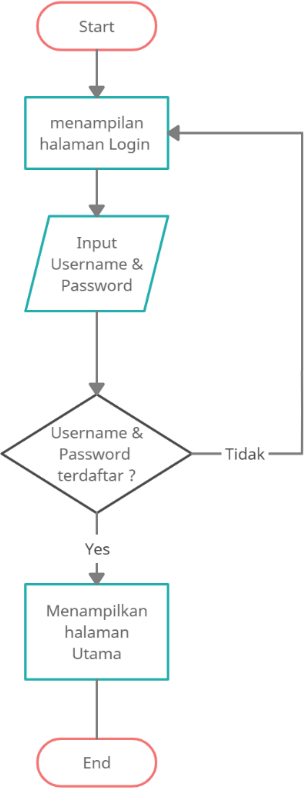 Start
menampilan
halaman Login
Input
Username &
Password
Username &
Password
terdaftar ?
Tidak
Yes
Menampilkan
halaman
Utama
End